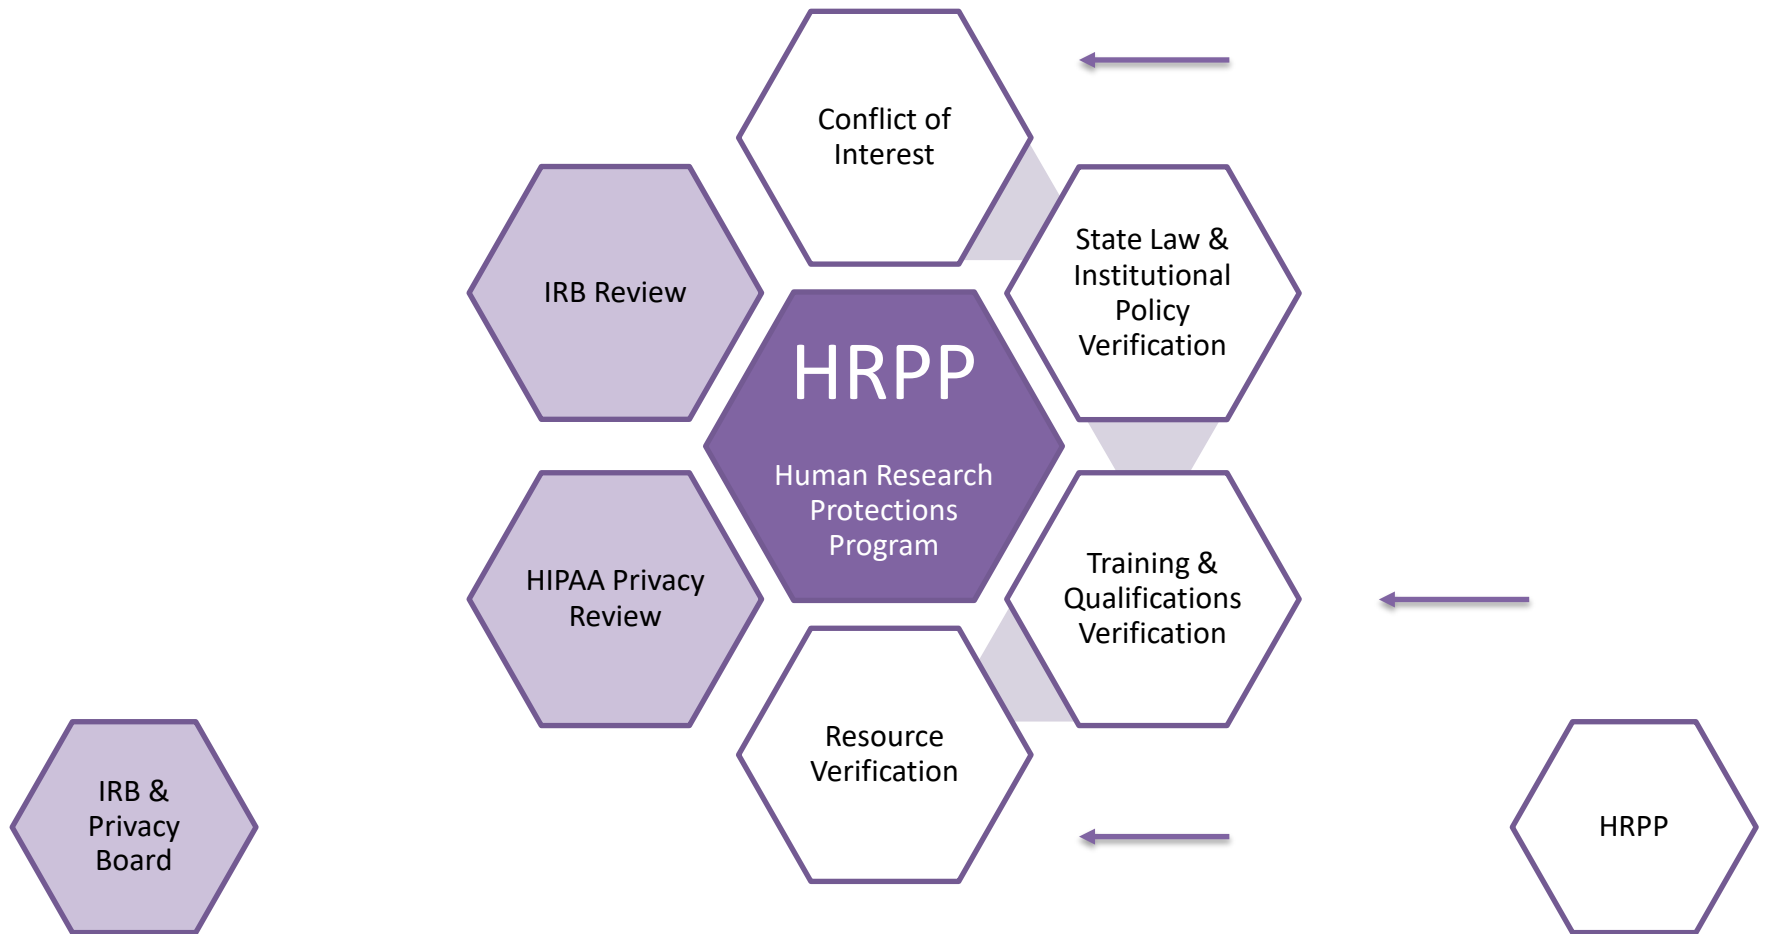 Conflict of
Interest
State Law &
Institutional
Policy
Verification
IRB Review
HRPP
Human Research
Protections
Program
Training &
Qualifications
Verification
HIPAA Privacy
Review
Resource
Verification
IRB &
Privacy
Board
HRPP